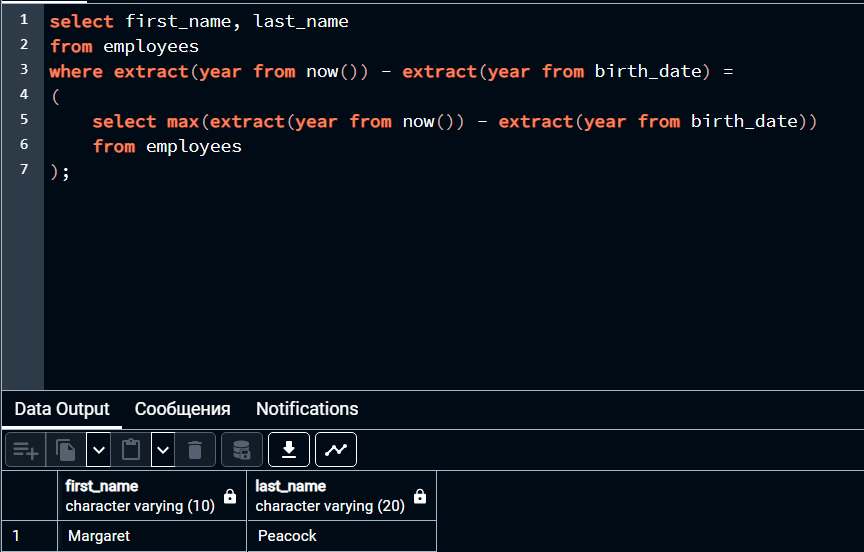 1 select first_name, last_name
2 from employees
3 where extract(year from now()) - extract(year from birth_date) =
4 (
5 select max(extract(year from now()) - extract(year from birth_date))
6 from employees
7 );
Data Output Сообщения Notifications
first_name last_name
character varying (10) character varying (20)
1 Margaret Peacock